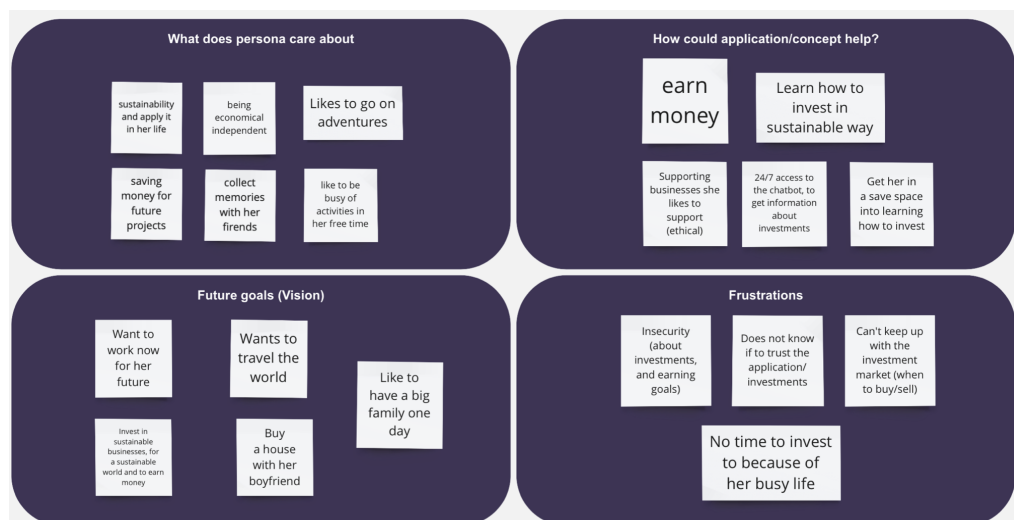 What does persona care about
sustainability
and apply it
in her life
being
economical
independent
Likes to go on
adventures
saving
money for
future
projects
collect
memories
with her
firends
like to be
busy of
activities in
her free time
How could application/concept help?
earn
money
Learn how to
invest in
sustainable way
Supporting
businesses she
likes to
support
(ethical)
24/7 access to
the chatbot, to
get information
about
investments
Get her in
a save space
into learning
how to invest
Future goals (Vision)
Want to
work now
for her
future
Wants to
travel the
world
Like to
have a big
family one
day
Invest in
sustainable
businesses, for
a sustainable
world and to earn
money
Buy
a house
with her
boyfriend
Frustrations
Insecurity
(about
investments,
and earning
goals)
Does not know
if to trust the
application/
investments
Can't keep up
with the
investment
market (when
to buy/sell)
No time to invest
to because of
her busy life